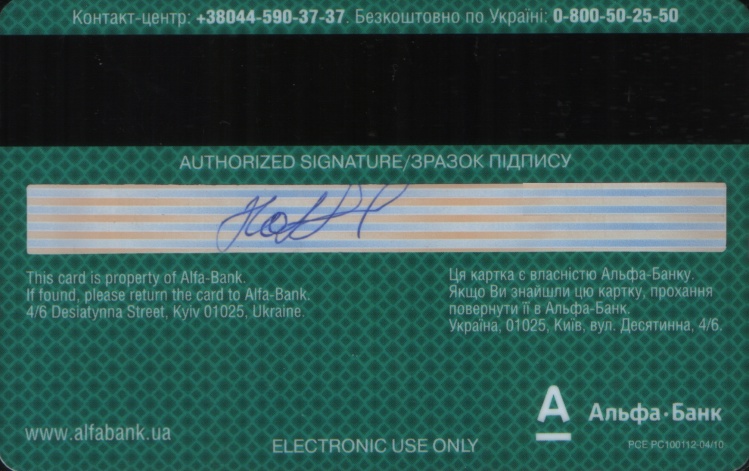 Контакт-центр: +38044-590-37-37. Безкоштовно по Україні: 0-800-50-25-50
AUTHORIZED SIGNATURE/ЗРАЗОК ПІДПИСУ
This card is property of Alfa-Bank.
If found, please return the card to Alfa-Bank.
4/6 Desiatynna Street, Kyiv 01025, Ukraine.
Ця картка є власністю Альфа-Банку.
Якщо Ви знайшли цю картку, прохання
повернути її в Альфа-Банк.
Україна, 01025, Київ, вул. Десятинна, 4/6.
А
Альфа·Банк
www.alfabank.ua
ELECTRONIC USE ONLY
PCE PC100112-04/10